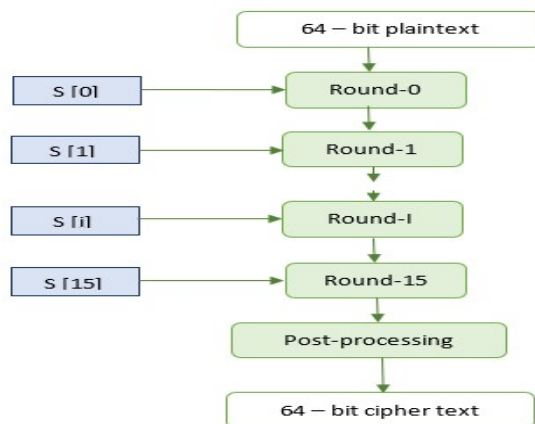 64 – bit plaintext
S [0]
Round-0
S [1]
Round-1
S [i]
Round-I
S [15]
Round-15
Post-processing
64 – bit cipher text